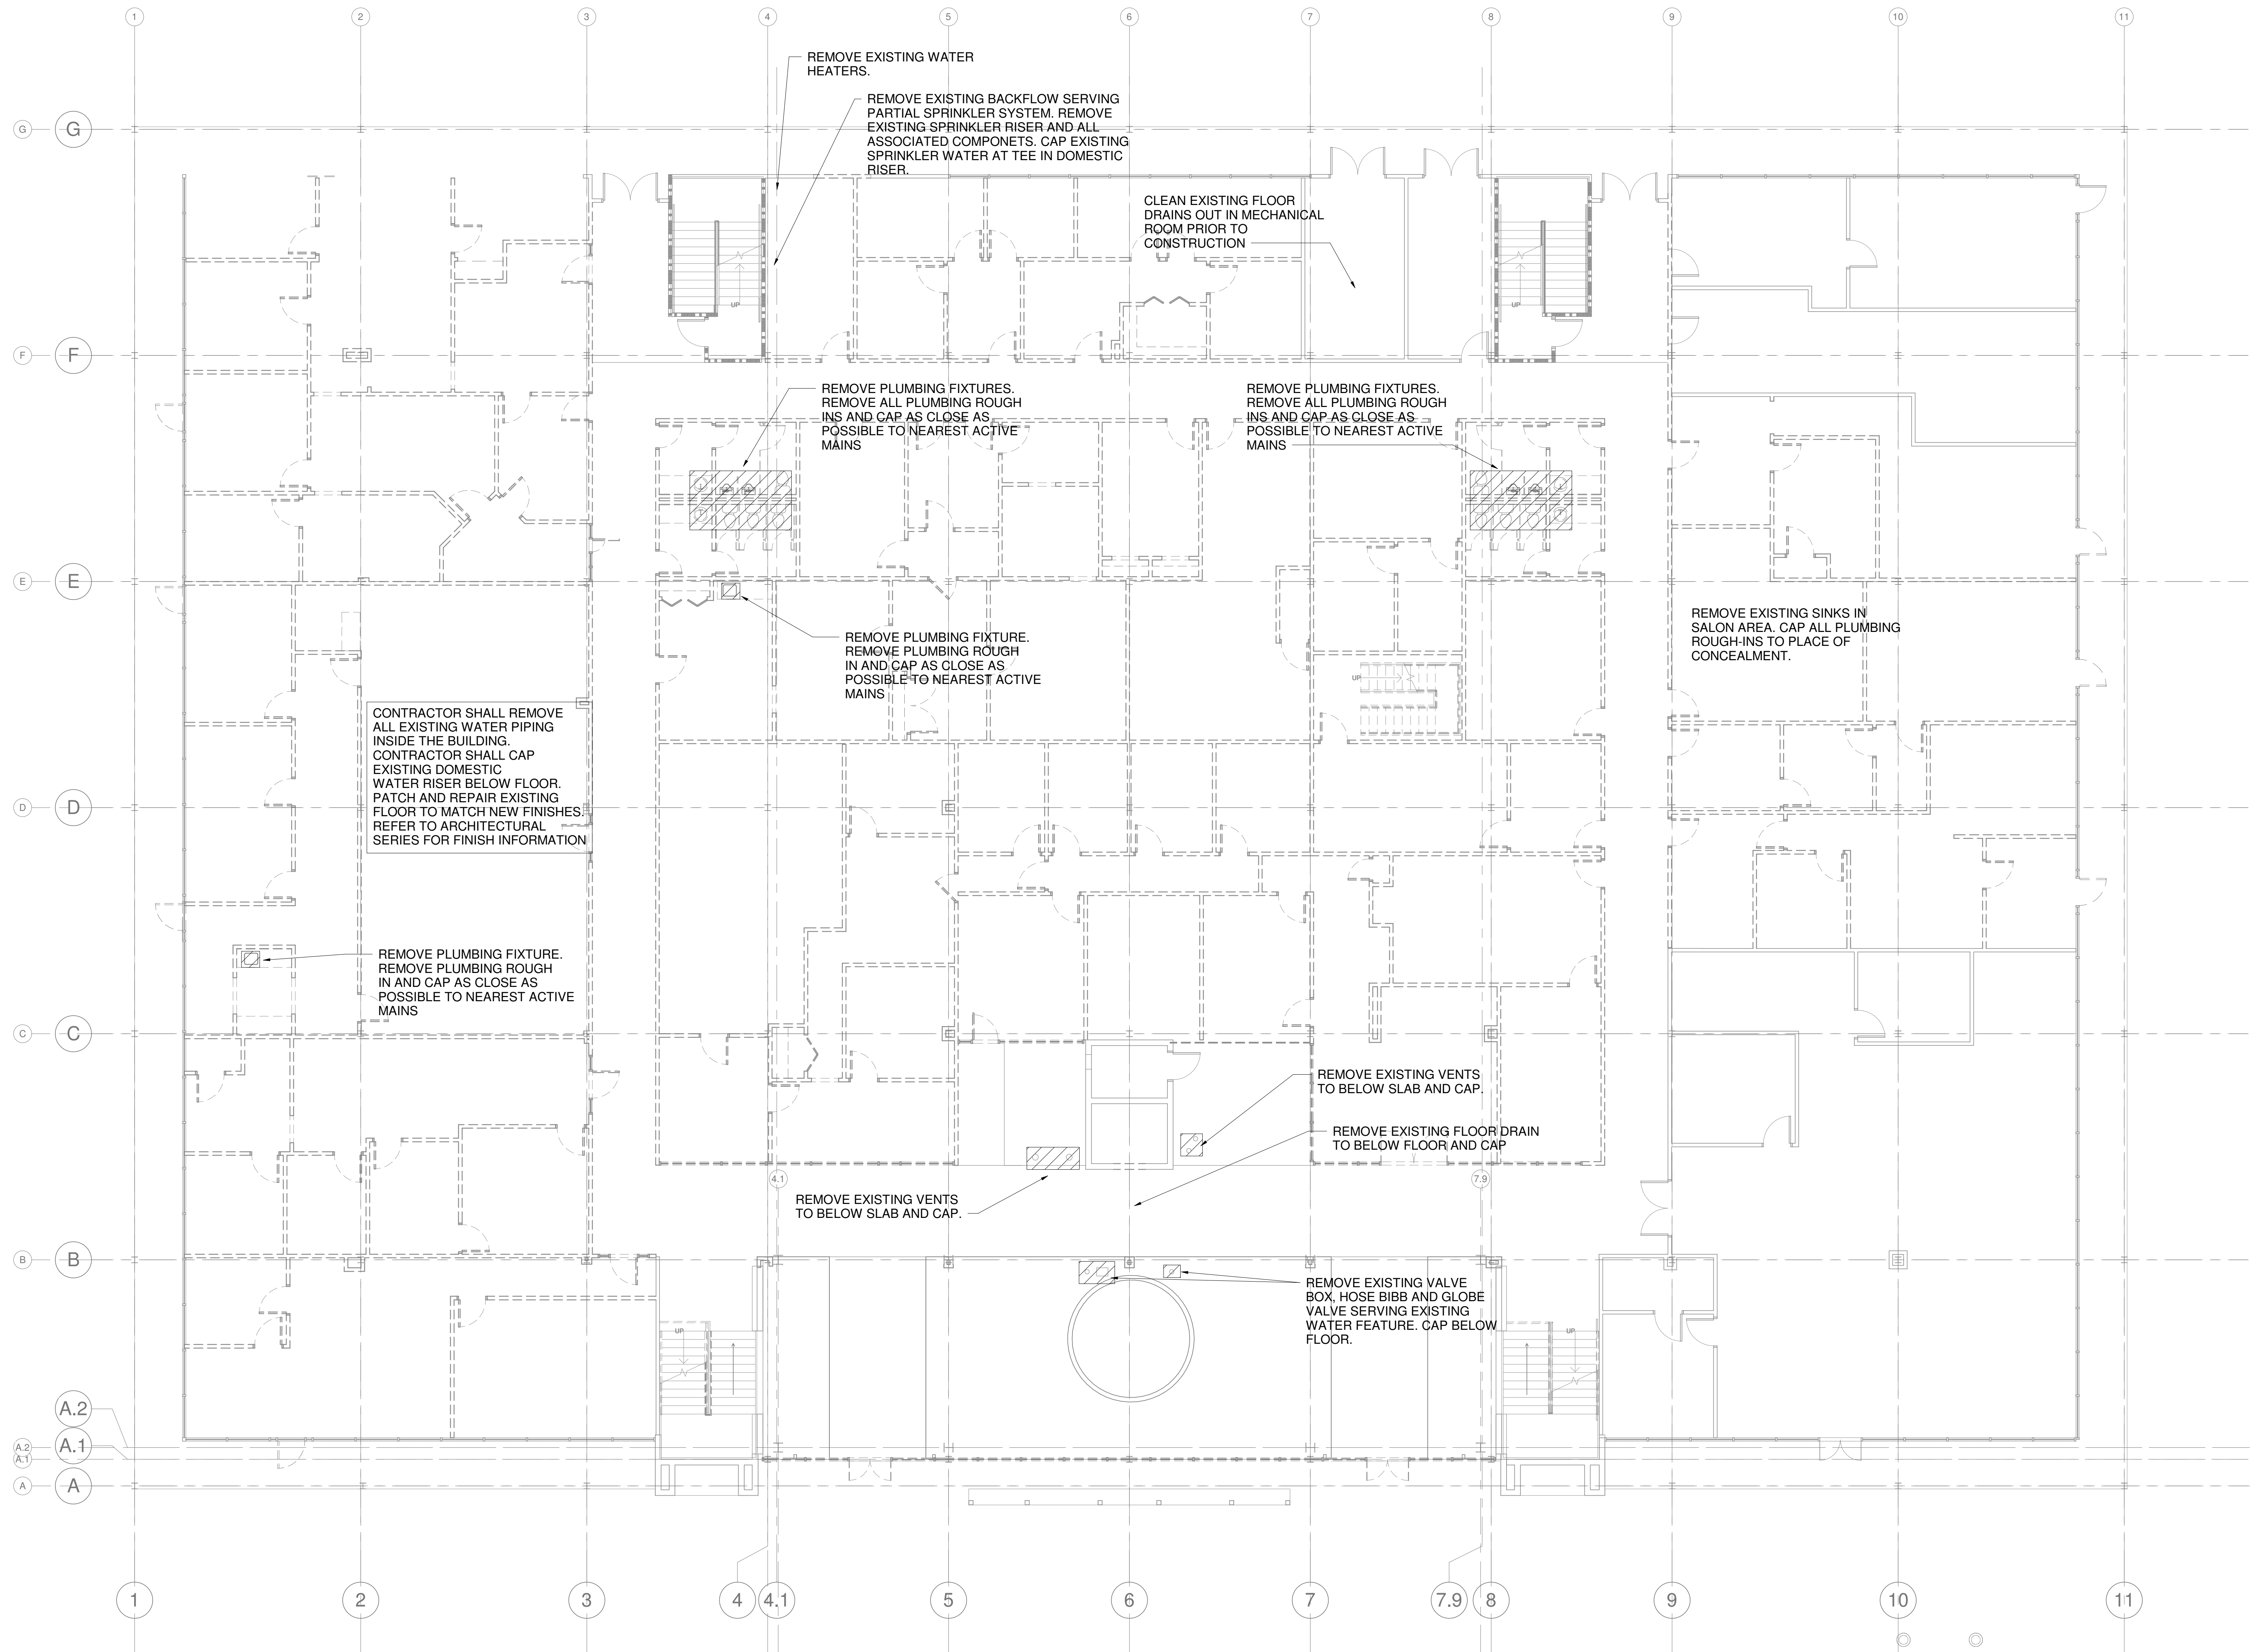 1 2 3 4 5 6 7 8 9 10 11
REMOVE EXISTING WATER
HEATERS.
REMOVE EXISTING BACKFLOW SERVING
PARTIAL SPRINKLER SYSTEM. REMOVE
EXISTING SPRINKLER RISER AND ALL
ASSOCIATED COMPONETS. CAP EXISTING
SPRINKLER WATER AT TEE IN DOMESTIC
RISER.
G G
CLEAN EXISTING FLOOR
DRAINS OUT IN MECHANICAL
ROOM PRIOR TO
CONSTRUCTION
UP
UP
F F
REMOVE PLUMBING FIXTURES.
REMOVE ALL PLUMBING ROUGH
INS AND CAP AS CLOSE AS
POSSIBLE TO NEAREST ACTIVE
MAINS
REMOVE PLUMBING FIXTURES.
REMOVE ALL PLUMBING ROUGH
INS AND CAP AS CLOSE AS
POSSIBLE TO NEAREST ACTIVE
MAINS
E E
REMOVE PLUMBING FIXTURE.
REMOVE PLUMBING ROUGH
IN AND CAP AS CLOSE AS
POSSIBLE TO NEAREST ACTIVE
MAINS
REMOVE EXISTING SINKS IN
SALON AREA. CAP ALL PLUMBING
ROUGH-INS TO PLACE OF
CONCEALMENT.
UP
CONTRACTOR SHALL REMOVE
ALL EXISTING WATER PIPING
INSIDE THE BUILDING.
CONTRACTOR SHALL CAP
EXISTING DOMESTIC
WATER RISER BELOW FLOOR.
PATCH AND REPAIR EXISTING
FLOOR TO MATCH NEW FINISHES.
REFER TO ARCHITECTURAL
SERIES FOR FINISH INFORMATION
D D
REMOVE PLUMBING FIXTURE.
REMOVE PLUMBING ROUGH
IN AND CAP AS CLOSE AS
POSSIBLE TO NEAREST ACTIVE
MAINS
C C
REMOVE EXISTING VENTS
TO BELOW SLAB AND CAP.
REMOVE EXISTING FLOOR DRAIN
TO BELOW FLOOR AND CAP
4.1
7.9
REMOVE EXISTING VENTS
TO BELOW SLAB AND CAP.
B B
REMOVE EXISTING VALVE
BOX, HOSE BIBB AND GLOBE
VALVE SERVING EXISTING
WATER FEATURE. CAP BELOW
FLOOR.
UP
UP
A.2
A.2 A.1
A.1
A A
1 2 3 4 4.1 5 6 7 7.9 8 9 10 11